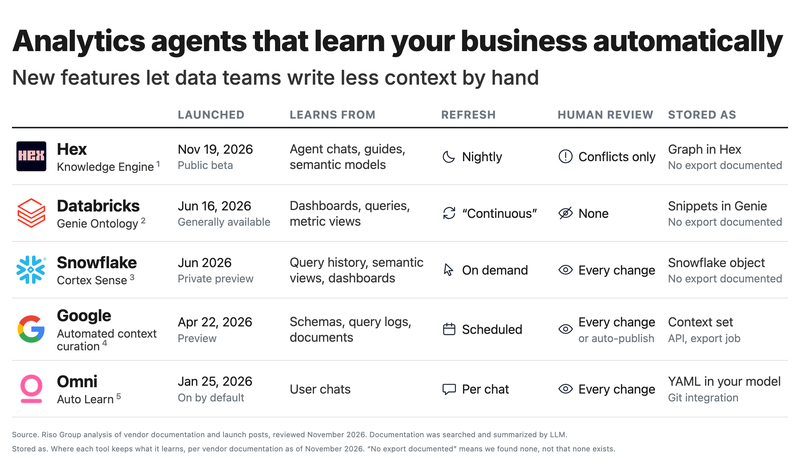 Analytics agents that learn your business automatically
New features let data teams write less context by hand
LAUNCHED LEARNS FROM REFRESH HUMAN REVIEW STORED AS
HEX
Hex
Knowledge Engine 1
Nov 19, 2026
Public beta
Agent chats, guides,
semantic models
Nightly
Conflicts only
Graph in Hex
No export documented
Databricks
Genie Ontology 2
Jun 16, 2026
Generally available
Dashboards, queries,
metric views
“Continuous”
None
Snippets in Genie
No export documented
Snowflake
Cortex Sense 3
Jun 2026
Private preview
Query history, semantic
views, dashboards
On demand
Every change
Snowflake object
No export documented
Google
Automated context
curation 4
Apr 22, 2026
Preview
Schemas, query logs,
documents
Scheduled
Every change
or auto-publish
Context set
API, export job
Omni
Auto Learn 5
Jan 25, 2026
On by default
User chats
Per chat
Every change
YAML in your model
Git integration
Source. Riso Group analysis of vendor documentation and launch posts, reviewed November 2026. Documentation was searched and summarized by LLM.
Stored as. Where each tool keeps what it learns, per vendor documentation as of November 2026. “No export documented” means we found none, not that none exists.